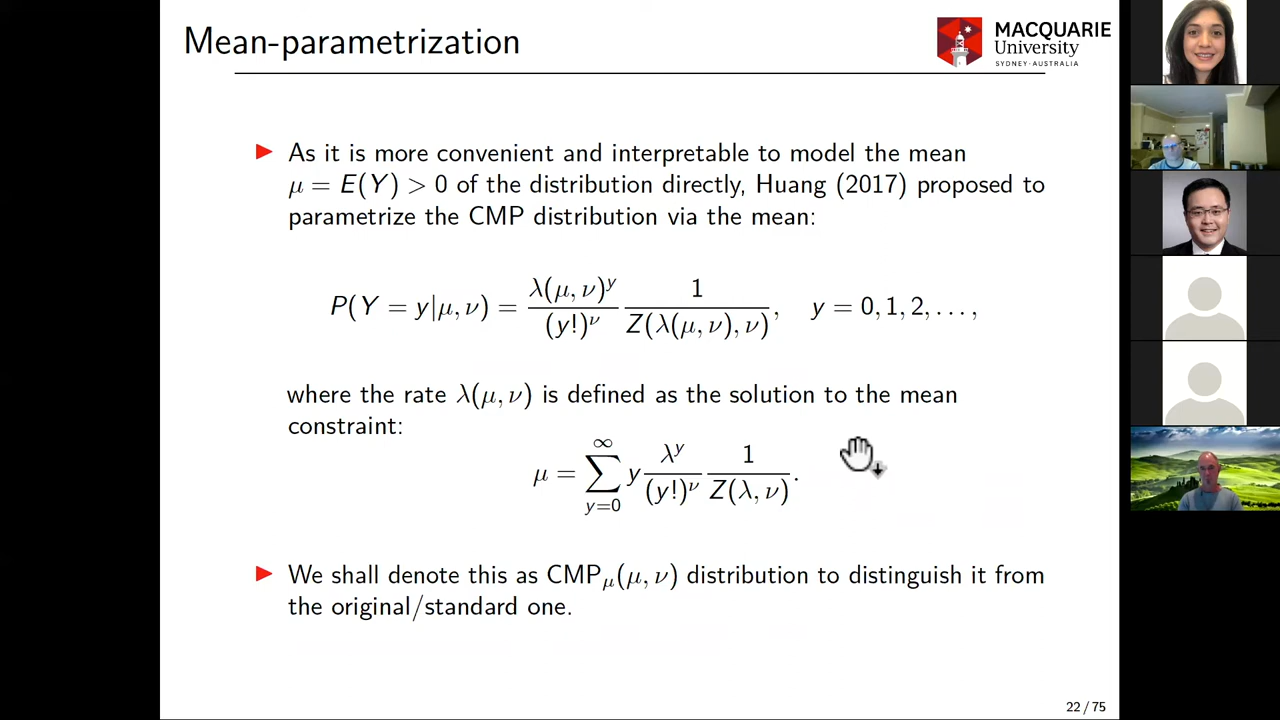 Mean-parametrization
MACQUARIE
University
SYDNEY·AUSTRALIA
As it is more convenient and interpretable to model the mean
μ = E(Y) > 0 of the distribution directly, Huang (2017) proposed to
parametrize the CMP distribution via the mean:
P(Y = y|μ, ν) = λ(μ, ν)^y / (y!)^ν 1 / Z(λ(μ, ν), ν), y = 0, 1, 2, . . . ,
where the rate λ(μ, ν) is defined as the solution to the mean
constraint:
μ = ∑_{y=0}^{∞} y λ^y / (y!)^ν 1 / Z(λ, ν).
We shall denote this as CMP_μ(μ, ν) distribution to distinguish it from
the original/standard one.
22 / 75